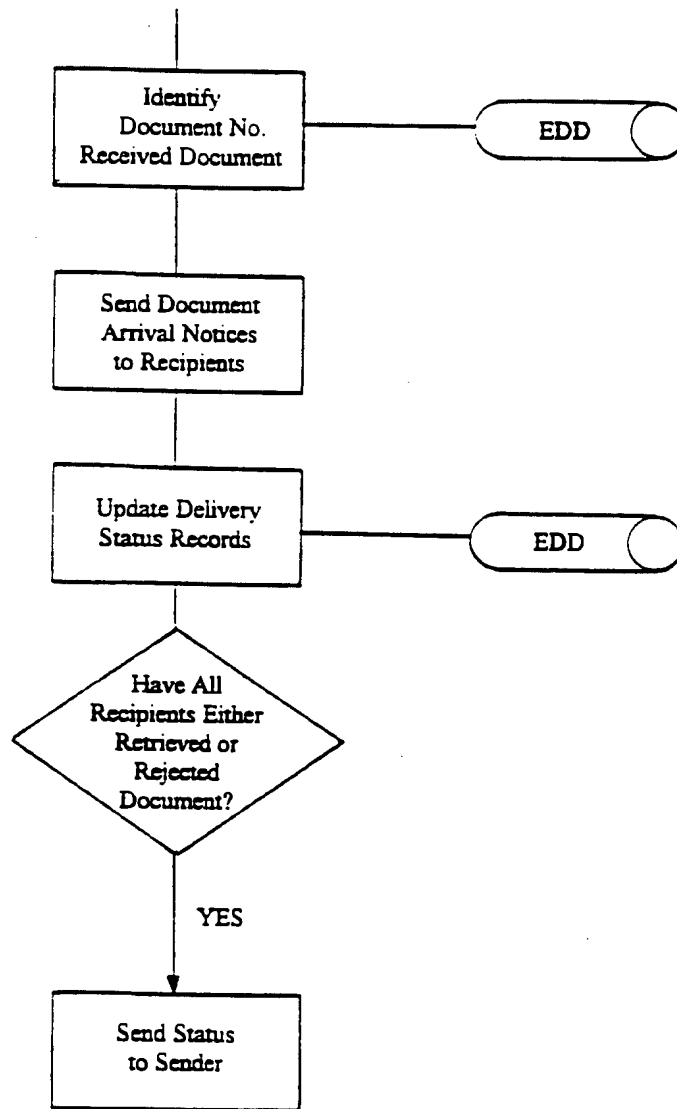 Identify
Document No.
Received Document
EDD
Send Document
Arrival Notices
to Recipients
Update Delivery
Status Records
EDD
Have All
Recipients Either
Retrieved or
Rejected
Document?
YES
Send Status
to Sender